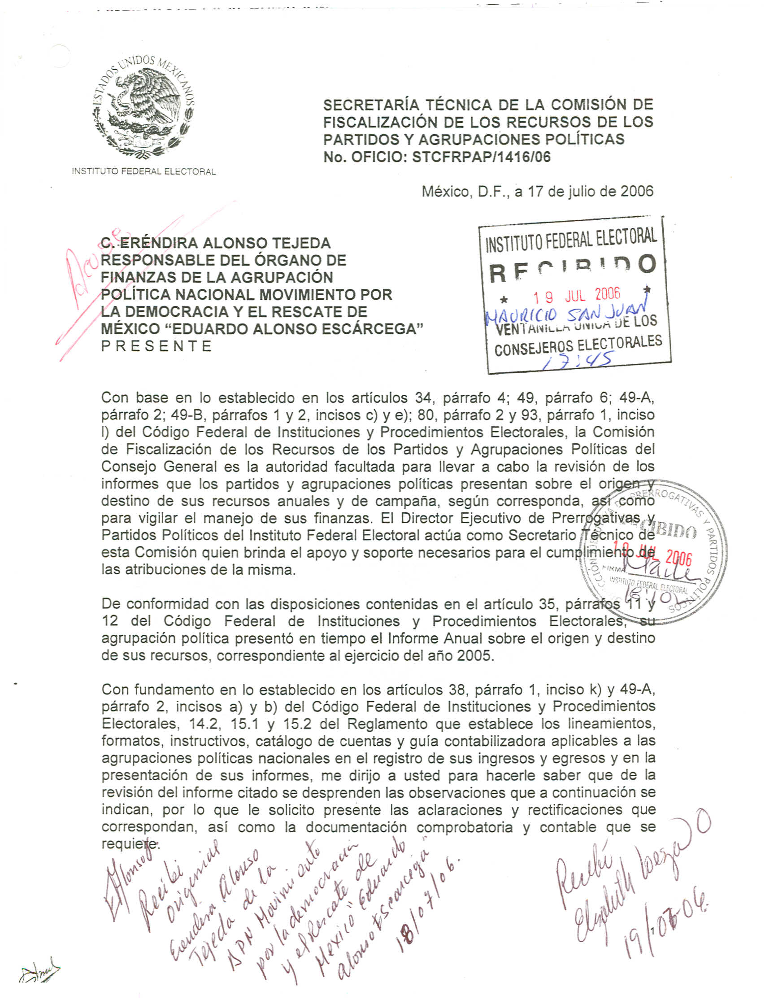 ESTADOS UNIDOS MEXICANOS
INSTITUTO FEDERAL ELECTORAL
SECRETARÍA TÉCNICA DE LA COMISIÓN DE
FISCALIZACIÓN DE LOS RECURSOS DE LOS
PARTIDOS Y AGRUPACIONES POLÍTICAS
No. OFICIO: STCFRPAP/1416/06
México, D.F., a 17 de julio de 2006
Acuse
C. ERÉNDIRA ALONSO TEJEDA
RESPONSABLE DEL ÓRGANO DE
FINANZAS DE LA AGRUPACIÓN
POLÍTICA NACIONAL MOVIMIENTO POR
LA DEMOCRACIA Y EL RESCATE DE
MÉXICO “EDUARDO ALONSO ESCÁRCEGA”
P R E S E N T E
INSTITUTO FEDERAL ELECTORAL
RECIBIDO
* 19 JUL 2006 *
MAURICIO SAN JUAN
VENTANILLA UNICA DE LOS
CONSEJEROS ELECTORALES
17:45
Con base en lo establecido en los artículos 34, párrafo 4; 49, párrafo 6; 49-A,
párrafo 2; 49-B, párrafos 1 y 2, incisos c) y e); 80, párrafo 2 y 93, párrafo 1, inciso
l) del Código Federal de Instituciones y Procedimientos Electorales, la Comisión
de Fiscalización de los Recursos de los Partidos y Agrupaciones Políticas del
Consejo General es la autoridad facultada para llevar a cabo la revisión de los
informes que los partidos y agrupaciones políticas presentan sobre el origen y
destino de sus recursos anuales y de campaña, según corresponda, así como
para vigilar el manejo de sus finanzas. El Director Ejecutivo de Prerrogativas y
Partidos Políticos del Instituto Federal Electoral actúa como Secretario Técnico de
esta Comisión quien brinda el apoyo y soporte necesarios para el cumplimiento de
las atribuciones de la misma.
PRERROGATIVAS Y PARTIDOS POLÍTICOS
RECIBIDO
JUL 2006
FIRMA
INSTITUTO FEDERAL ELECTORAL
De conformidad con las disposiciones contenidas en el artículo 35, párrafos 11 y
12 del Código Federal de Instituciones y Procedimientos Electorales, su
agrupación política presentó en tiempo el Informe Anual sobre el origen y destino
de sus recursos, correspondiente al ejercicio del año 2005.
Con fundamento en lo establecido en los artículos 38, párrafo 1, inciso k) y 49-A,
párrafo 2, incisos a) y b) del Código Federal de Instituciones y Procedimientos
Electorales, 14.2, 15.1 y 15.2 del Reglamento que establece los lineamientos,
formatos, instructivos, catálogo de cuentas y guía contabilizadora aplicables a las
agrupaciones políticas nacionales en el registro de sus ingresos y egresos y en la
presentación de sus informes, me dirijo a usted para hacerle saber que de la
revisión del informe citado se desprenden las observaciones que a continuación se
indican, por lo que le solicito presente las aclaraciones y rectificaciones que
correspondan, así como la documentación comprobatoria y contable que se
requiere:
Recibi
original
Erendira Alonso
Tejeda de la
APN Movimiento
por la democracia
y el Rescate de
Mexico "Eduardo
Alonso Escarcega"
18/07/06.
Recibí
Elizabeth Loeza
19/07-06.
1